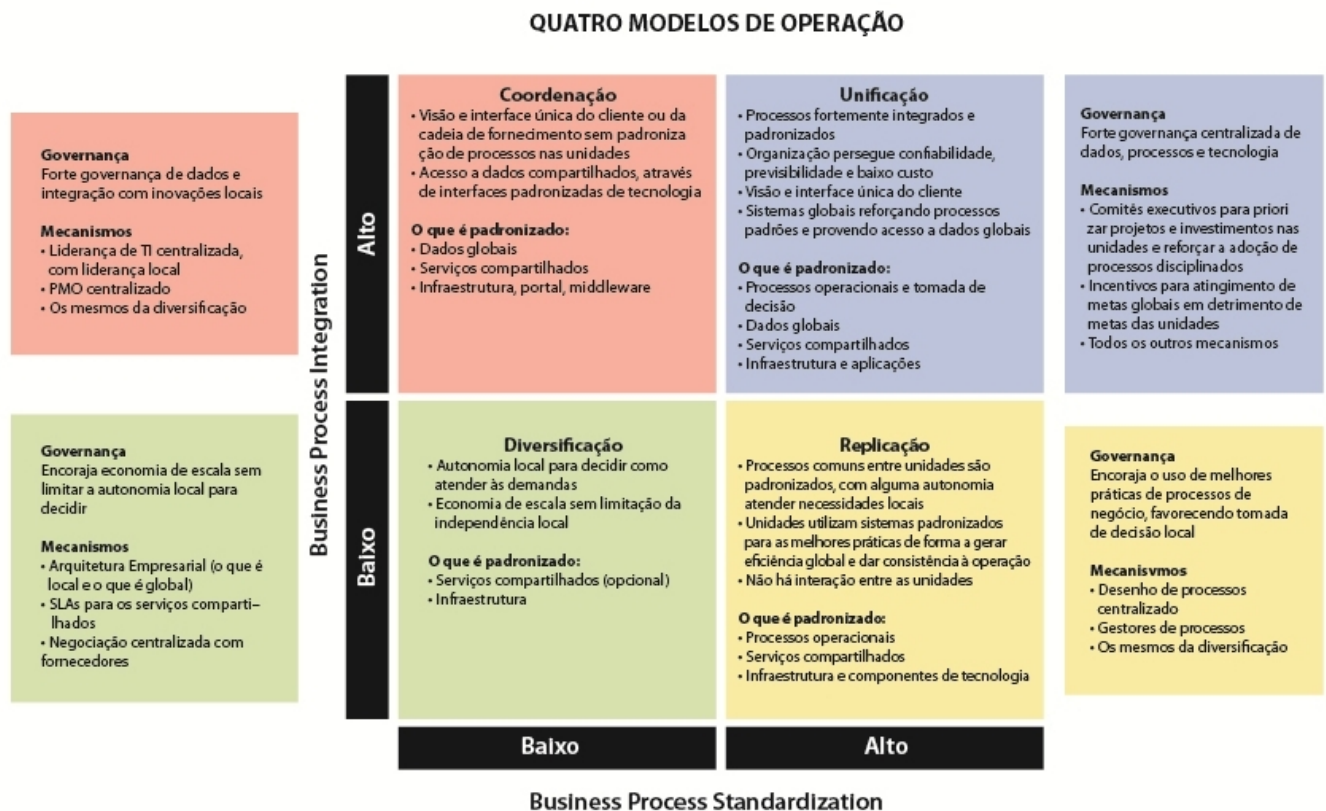 QUATRO MODELOS DE OPERAÇÃO
Governança
Forte governança de dados e
integração com inovações locais
Mecanismos
• Liderança de TI centralizada,
com liderança local
• PMO centralizado
• Os mesmos da diversificação
Governança
Encoraja economia de escala sem
limitar a autonomia local para
decidir
Mecanismos
• Arquitetura Empresarial (o que é
local e o que é global)
• SLAs para os serviços comparti–
lhados
• Negociação centralizada com
fornecedores
Business Process Integration
Alto
Baixo
Coordenação
• Visão e interface única do cliente ou da
cadeia de fornecimento sem padroniza
ção de processos nas unidades
• Acesso a dados compartilhados, através
de interfaces padronizadas de tecnologia
O que é padronizado:
• Dados globais
• Serviços compartilhados
• Infraestrutura, portal, middleware
Unificação
• Processos fortemente integrados e
padronizados
• Organização persegue confiabilidade,
previsibilidade e baixo custo
• Visão e interface única do cliente
• Sistemas globais reforçando processos
padrões e provendo acesso a dados globais
O que é padronizado:
• Processos operacionais e tomada de
decisão
• Dados globais
• Serviços compartilhados
• Infraestrutura e aplicações
Diversificação
• Autonomia local para decidir como
atender às demandas
• Economia de escala sem limitação da
independência local
O que é padronizado:
• Serviços compartilhados (opcional)
• Infraestrutura
Replicação
• Processos comuns entre unidades são
padronizados, com alguma autonomia
atender necessidades locais
• Unidades utilizam sistemas padronizados
para as melhores práticas de forma a gerar
eficiência global e dar consistência à operação
• Não há interação entre as unidades
O que é padronizado:
• Processos operacionais
• Serviços compartilhados
• Infraestrutura e componentes de tecnologia
Governança
Forte governança centralizada de
dados, processos e tecnologia
Mecanismos
• Comitês executivos para priori
zar projetos e investimentos nas
unidades e reforçar a adoção de
processos disciplinados
• Incentivos para atingimento de
metas globais em detrimento de
metas das unidades
• Todos os outros mecanismos
Governança
Encoraja o uso de melhores
práticas de processos de
negócio, favorecendo tomada
de decisão local
Mecanisvmos
• Desenho de processos
centralizado
• Gestores de processos
• Os mesmos da diversificação
Baixo
Alto
Business Process Standardization